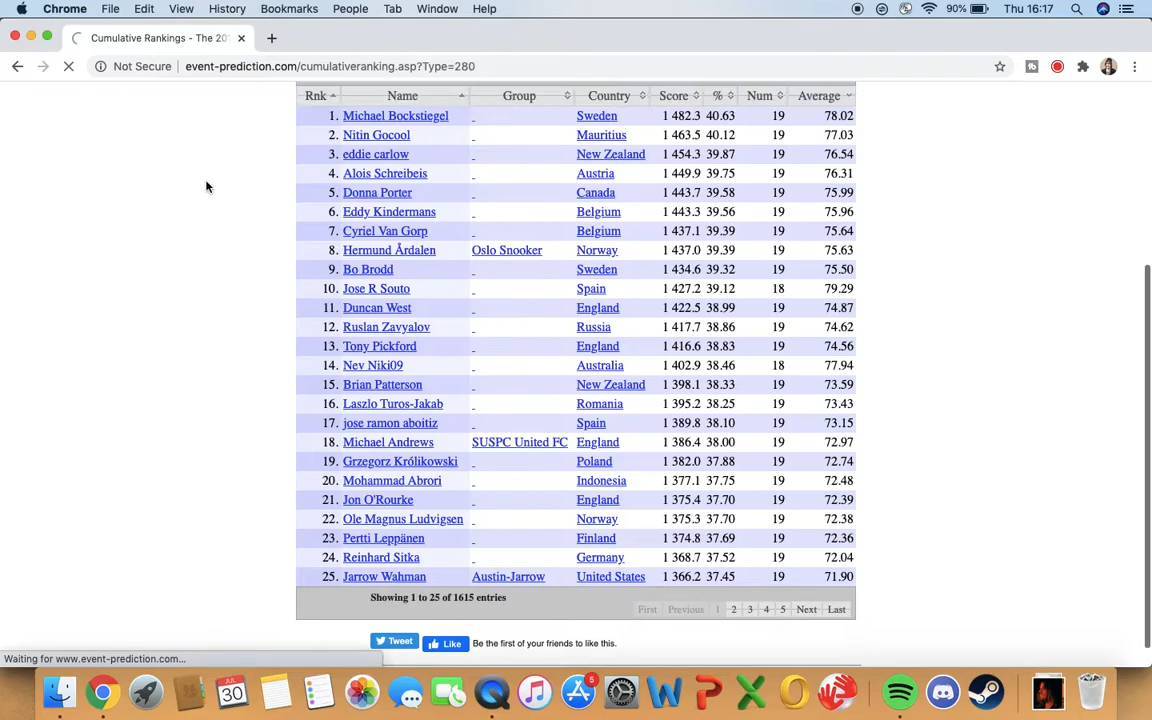 Chrome File Edit View History Bookmarks People Tab Window Help 90% Thu 16:17
Cumulative Rankings - The 20
Not Secure event-prediction.com/cumulativeranking.asp?Type=280
Rnk Name Group Country Score % Num Average
1. Michael Bockstiegel Sweden 1 482.3 40.63 19 78.02
2. Nitin Gocool Mauritius 1 463.5 40.12 19 77.03
3. eddie carlow New Zealand 1 454.3 39.87 19 76.54
4. Alois Schreibeis Austria 1 449.9 39.75 19 76.31
5. Donna Porter Canada 1 443.7 39.58 19 75.99
6. Eddy Kindermans Belgium 1 443.3 39.56 19 75.96
7. Cyriel Van Gorp Belgium 1 437.1 39.39 19 75.64
8. Hermund Årdalen Oslo Snooker Norway 1 437.0 39.39 19 75.63
9. Bo Brodd Sweden 1 434.6 39.32 19 75.50
10. Jose R Souto Spain 1 427.2 39.12 18 79.29
11. Duncan West England 1 422.5 38.99 19 74.87
12. Ruslan Zavyalov Russia 1 417.7 38.86 19 74.62
13. Tony Pickford England 1 416.6 38.83 19 74.56
14. Nev Niki09 Australia 1 402.9 38.46 18 77.94
15. Brian Patterson New Zealand 1 398.1 38.33 19 73.59
16. Laszlo Turos-Jakab Romania 1 395.2 38.25 19 73.43
17. jose ramon aboitiz Spain 1 389.8 38.10 19 73.15
18. Michael Andrews SUSPC United FC England 1 386.4 38.00 19 72.97
19. Grzegorz Królikowski Poland 1 382.0 37.88 19 72.74
20. Mohammad Abrori Indonesia 1 377.1 37.75 19 72.48
21. Jon O'Rourke England 1 375.4 37.70 19 72.39
22. Ole Magnus Ludvigsen Norway 1 375.3 37.70 19 72.38
23. Pertti Leppänen Finland 1 374.8 37.69 19 72.36
24. Reinhard Sitka Germany 1 368.7 37.52 19 72.04
25. Jarrow Wahman Austin-Jarrow United States 1 366.2 37.45 19 71.90
Showing 1 to 25 of 1615 entries
First Previous 1 2 3 4 5 Next Last
Tweet Like Be the first of your friends to like this.
Waiting for www.event-prediction.com...
JUL 30 5